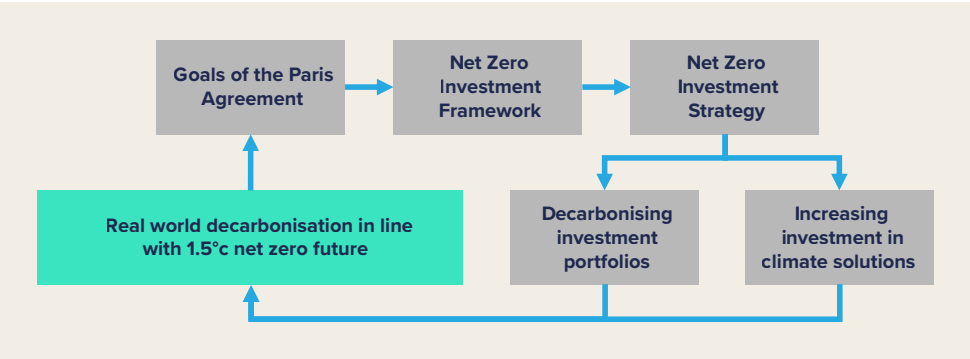 Goals of the Paris
Agreement
Net Zero
Investment
Framework
Net Zero
Investment
Strategy
Real world decarbonisation in line
with 1.5°c net zero future
Decarbonising
investment
portfolios
Increasing
investment in
climate solutions